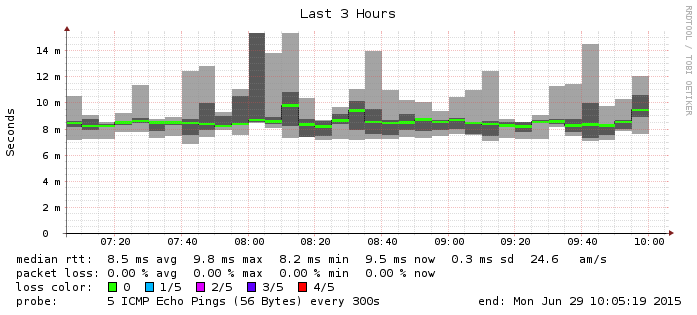 Last 3 Hours
RRDTOOL / TOBI OETIKER
Seconds
14 m
12 m
10 m
8 m
6 m
4 m
2 m
0
07:20 07:40 08:00 08:20 08:40 09:00 09:20 09:40 10:00
median rtt: 8.5 ms avg 9.8 ms max 8.2 ms min 9.5 ms now 0.3 ms sd 24.6 am/s
packet loss: 0.00 % avg 0.00 % max 0.00 % min 0.00 % now
loss color: 0 1/5 2/5 3/5 4/5
probe: 5 ICMP Echo Pings (56 Bytes) every 300s end: Mon Jun 29 10:05:19 2015